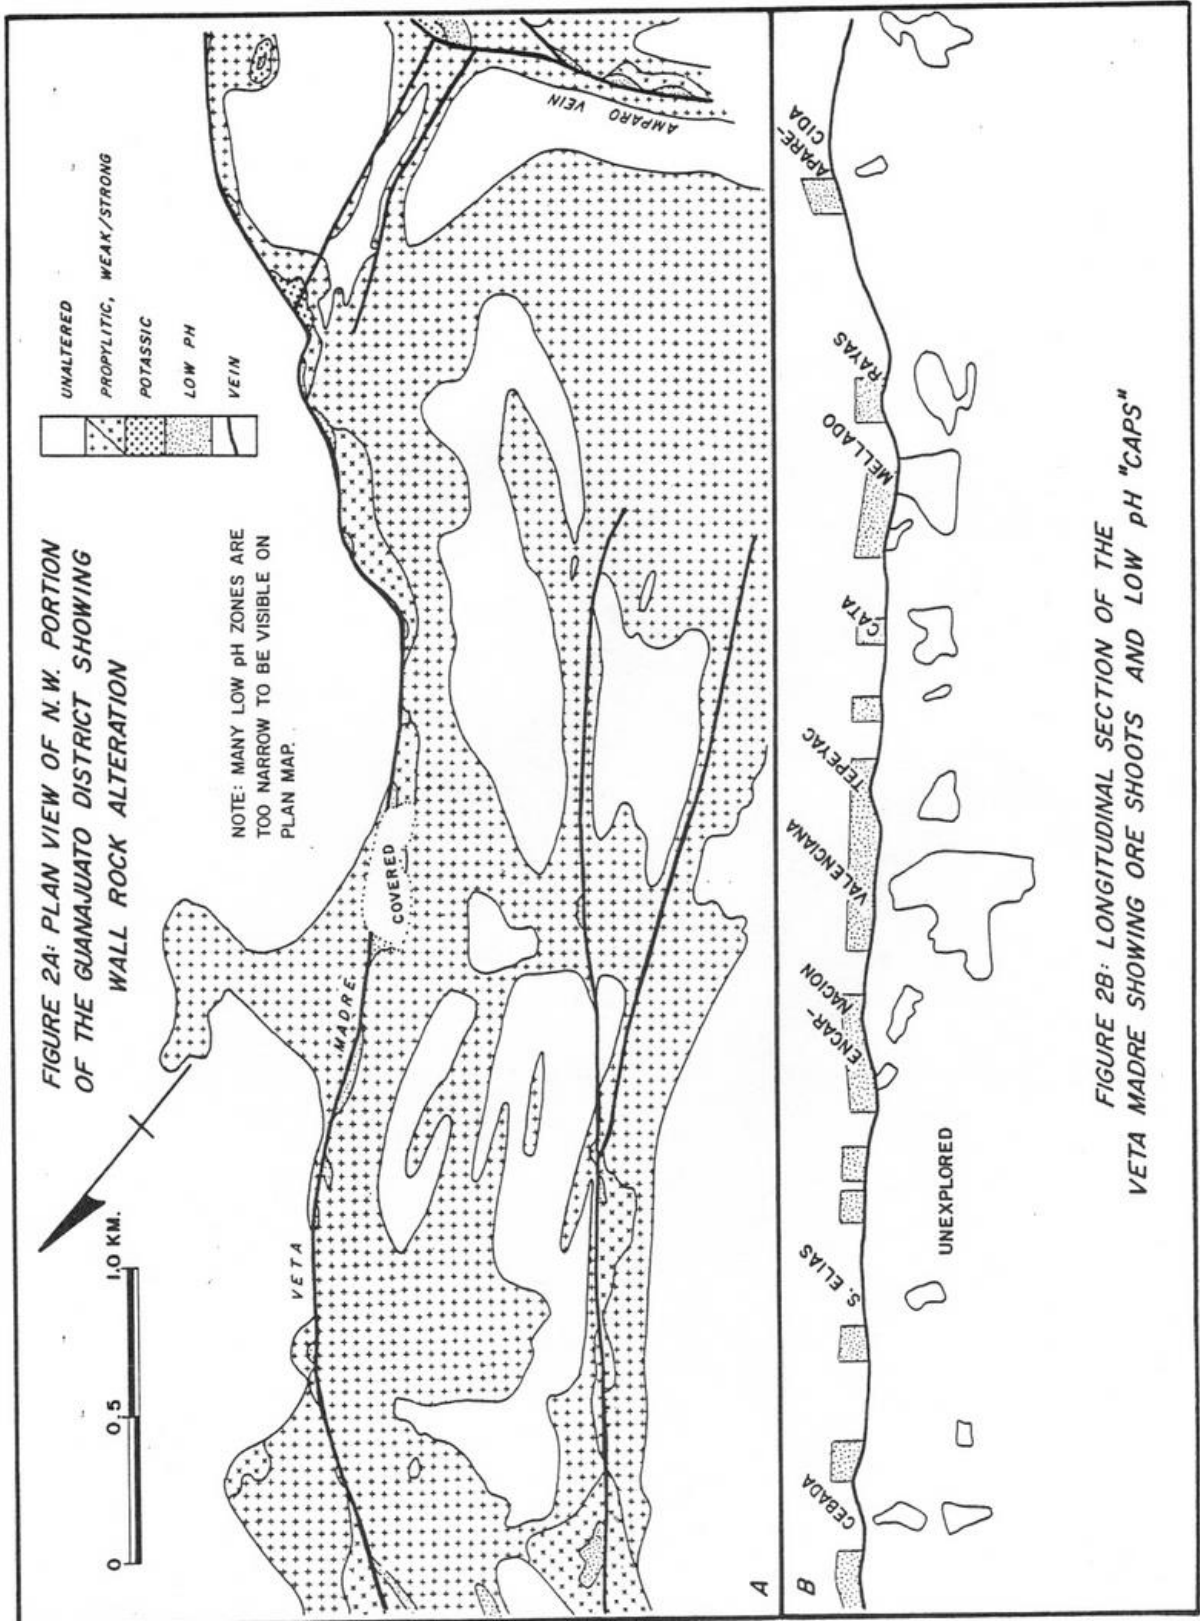 FIGURE 2A: PLAN VIEW OF N.W. PORTION
OF THE GUANAJUATO DISTRICT SHOWING
WALL ROCK ALTERATION
UNALTERED
PROPYLITIC, WEAK/STRONG
POTASSIC
LOW PH
VEIN
NOTE: MANY LOW pH ZONES ARE
TOO NARROW TO BE VISIBLE ON
PLAN MAP.
0
0.5
1.0 KM.
VETA
MADRE
COVERED
AMPARO
VEIN
A
B
CEBADA
S. ELIAS
ENCAR-
NACION
VALENCIANA
TEPEYAC
CATA
MELLADO
RAYAS
APARE-
CIDA
UNEXPLORED
FIGURE 2B: LONGITUDINAL SECTION OF THE
VETA MADRE SHOWING ORE SHOOTS AND LOW pH "CAPS"